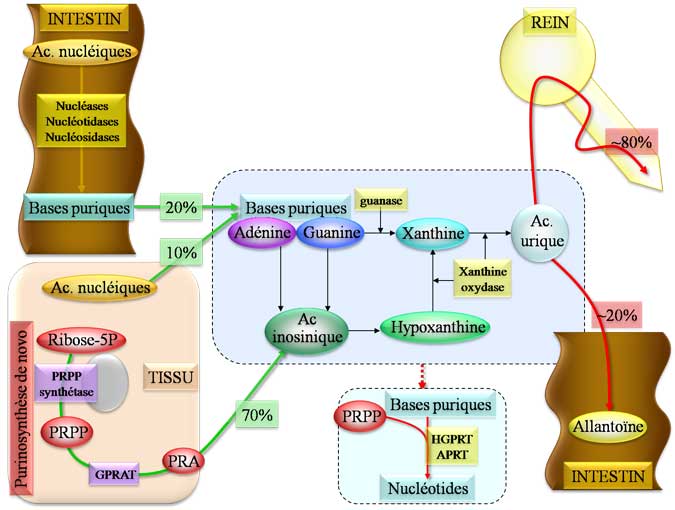 INTESTIN
Ac. nucléiques
Nucléases
Nucléotidases
Nucléosidases
Bases puriques
20%
10%
REIN
~80%
Bases puriques
guanase
Adénine
Guanine
Xanthine
Ac.
urique
Xanthine
oxydase
Ac
inosinique
Hypoxanthine
Ac. nucléiques
Purinosynthèse de novo
Ribose-5P
PRPP
synthétase
TISSU
PRPP
GPRAT
PRA
70%
Bases puriques
PRPP
HGPRT
APRT
Nucléotides
~20%
Allantoïne
INTESTIN